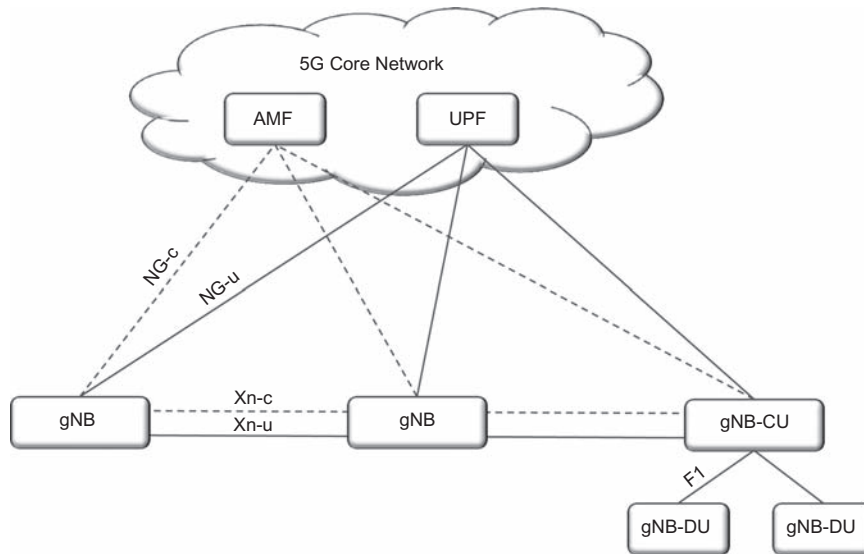 5G Core Network
AMF
UPF
NG-c
NG-u
gNB
Xn-c
Xn-u
gNB
gNB-CU
F1
gNB-DU
gNB-DU